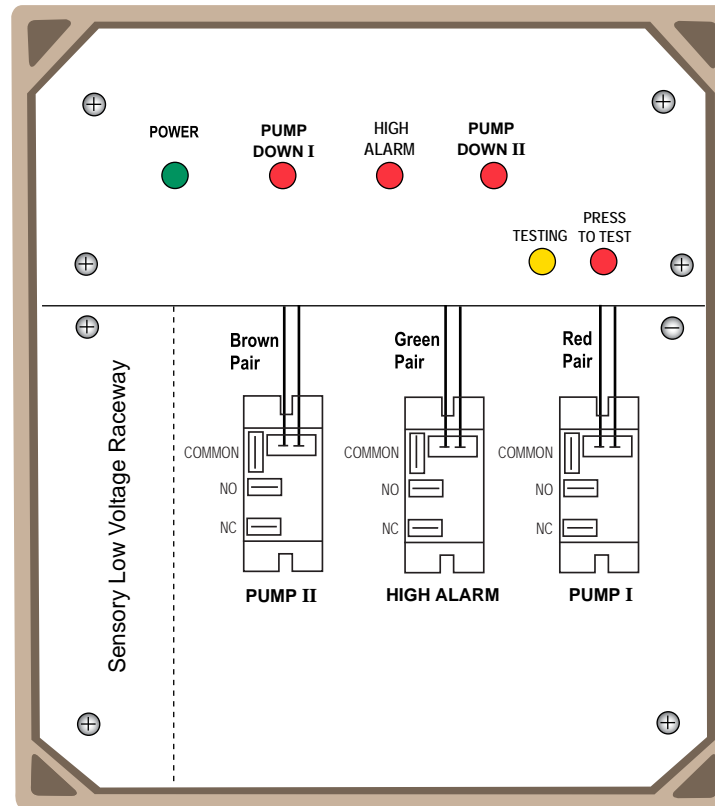 POWER
PUMP
DOWN I
HIGH
ALARM
PUMP
DOWN II
TESTING
PRESS
TO TEST
Sensory Low Voltage Raceway
Brown
Pair
COMMON
NO
NC
PUMP II
Green
Pair
COMMON
NO
NC
HIGH ALARM
Red
Pair
COMMON
NO
NC
PUMP I